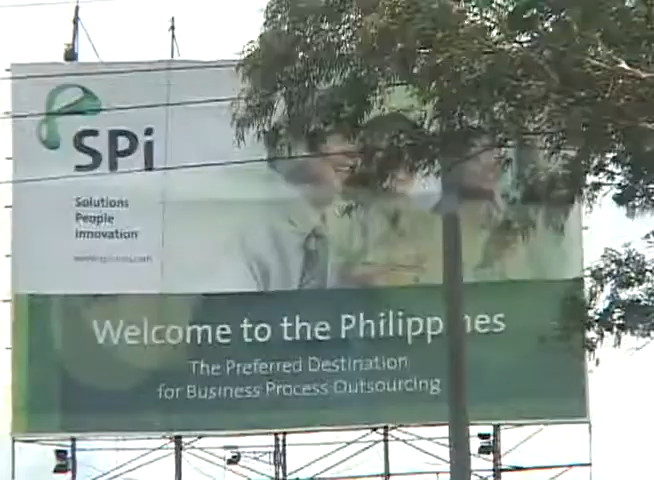 SPi
Solutions
People
Innovation
Welcome to the Philippines
The Preferred Destination
for Business Process Outsourcing